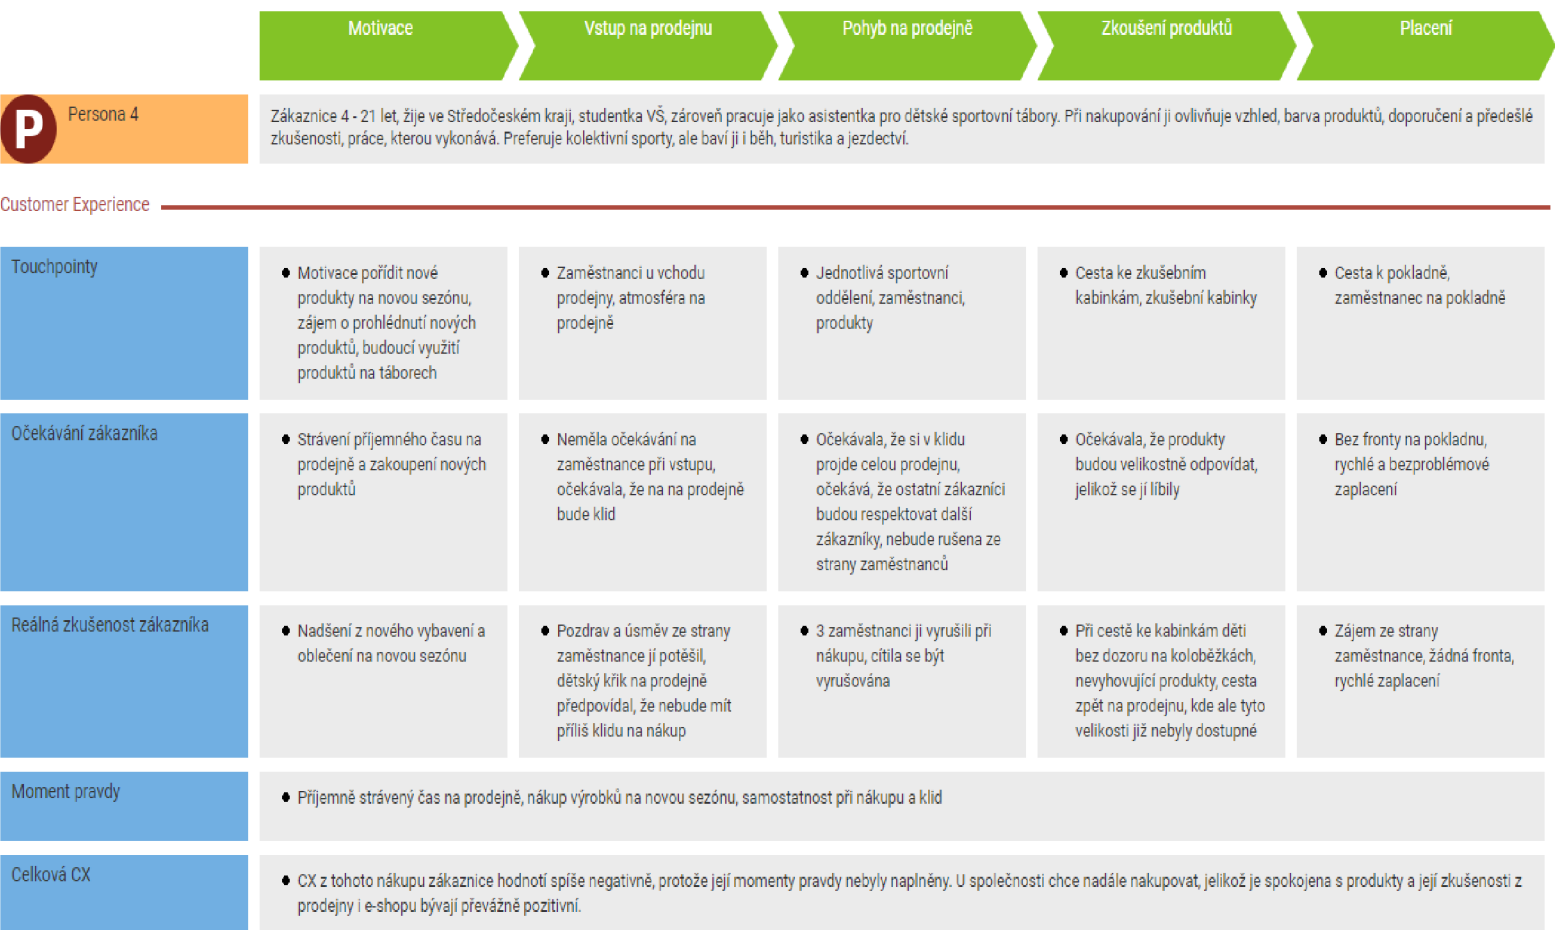 Motivace
Vstup na prodejnu
Pohyb na prodejně
Zkoušení produktů
Placení
P
Persona 4
Zákaznice 4 - 21 let, žije ve Středočeském kraji, studentka VŠ, zároveň pracuje jako asistentka pro dětské sportovní tábory. Při nakupování ji ovlivňuje vzhled, barva produktů, doporučení a předešlé
zkušenosti, práce, kterou vykonává. Preferuje kolektivní sporty, ale baví ji i běh, turistika a jezdectví.
Customer Experience
Touchpointy
● Motivace pořídit nové
produkty na novou sezónu,
zájem o prohlédnutí nových
produktů, budoucí využití
produktů na táborech
● Zaměstnanci u vchodu
prodejny, atmosféra na
prodejně
● Jednotlivá sportovní
oddělení, zaměstnanci,
produkty
● Cesta ke zkušebním
kabinkám, zkušební kabinky
● Cesta k pokladně,
zaměstnanec na pokladně
Očekávání zákazníka
● Strávení příjemného času na
prodejně a zakoupení nových
produktů
● Neměla očekávání na
zaměstnance při vstupu,
očekávala, že na na prodejně
bude klid
● Očekávala, že si v klidu
projde celou prodejnu,
očekává, že ostatní zákazníci
budou respektovat další
zákazníky, nebude rušena ze
strany zaměstnanců
● Očekávala, že produkty
budou velikostně odpovídat,
jelikož se jí líbily
● Bez fronty na pokladnu,
rychlé a bezproblémové
zaplacení
Reálná zkušenost zákazníka
● Nadšení z nového vybavení a
oblečení na novou sezónu
● Pozdrav a úsměv ze strany
zaměstnance jí potěšil,
dětský křik na prodejně
předpovídal, že nebude mít
příliš klidu na nákup
● 3 zaměstnanci ji vyrušili při
nákupu, cítila se být
vyrušována
● Při cestě ke kabinkám děti
bez dozoru na koloběžkách,
nevyhovující produkty, cesta
zpět na prodejnu, kde ale tyto
velikosti již nebyly dostupné
● Zájem ze strany
zaměstnance, žádná fronta,
rychlé zaplacení
Moment pravdy
● Příjemně strávený čas na prodejně, nákup výrobků na novou sezónu, samostatnost při nákupu a klid
Celková CX
● CX z tohoto nákupu zákaznice hodnotí spíše negativně, protože její momenty pravdy nebyly naplněny. U společnosti chce nadále nakupovat, jelikož je spokojena s produkty a její zkušenosti z
prodejny i e-shopu bývají převážně pozitivní.